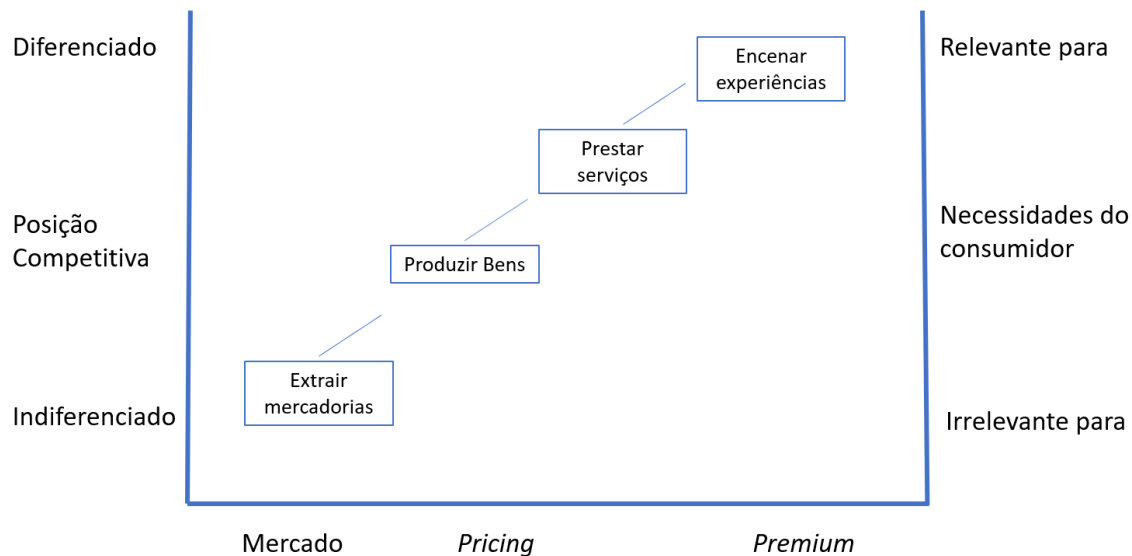 Diferenciado
Encenar
experiências
Relevante para
Prestar
serviços
Posição
Competitiva
Necessidades do
consumidor
Produzir Bens
Extrair
mercadorias
Indiferenciado
Irrelevante para
Mercado
Pricing
Premium